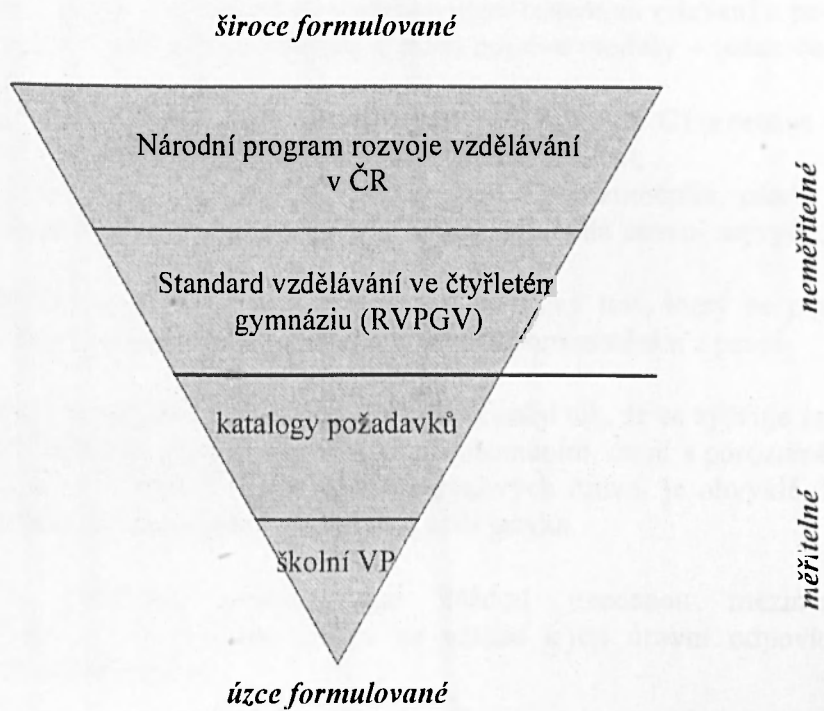 široce formulované
Národní program rozvoje vzdělávání
v ČR
neměřitelné
Standard vzdělávání ve čtyřletém
gymnáziu (RVPGV)
katalogy požadavků
měřitelné
školní VP
úzce formulované